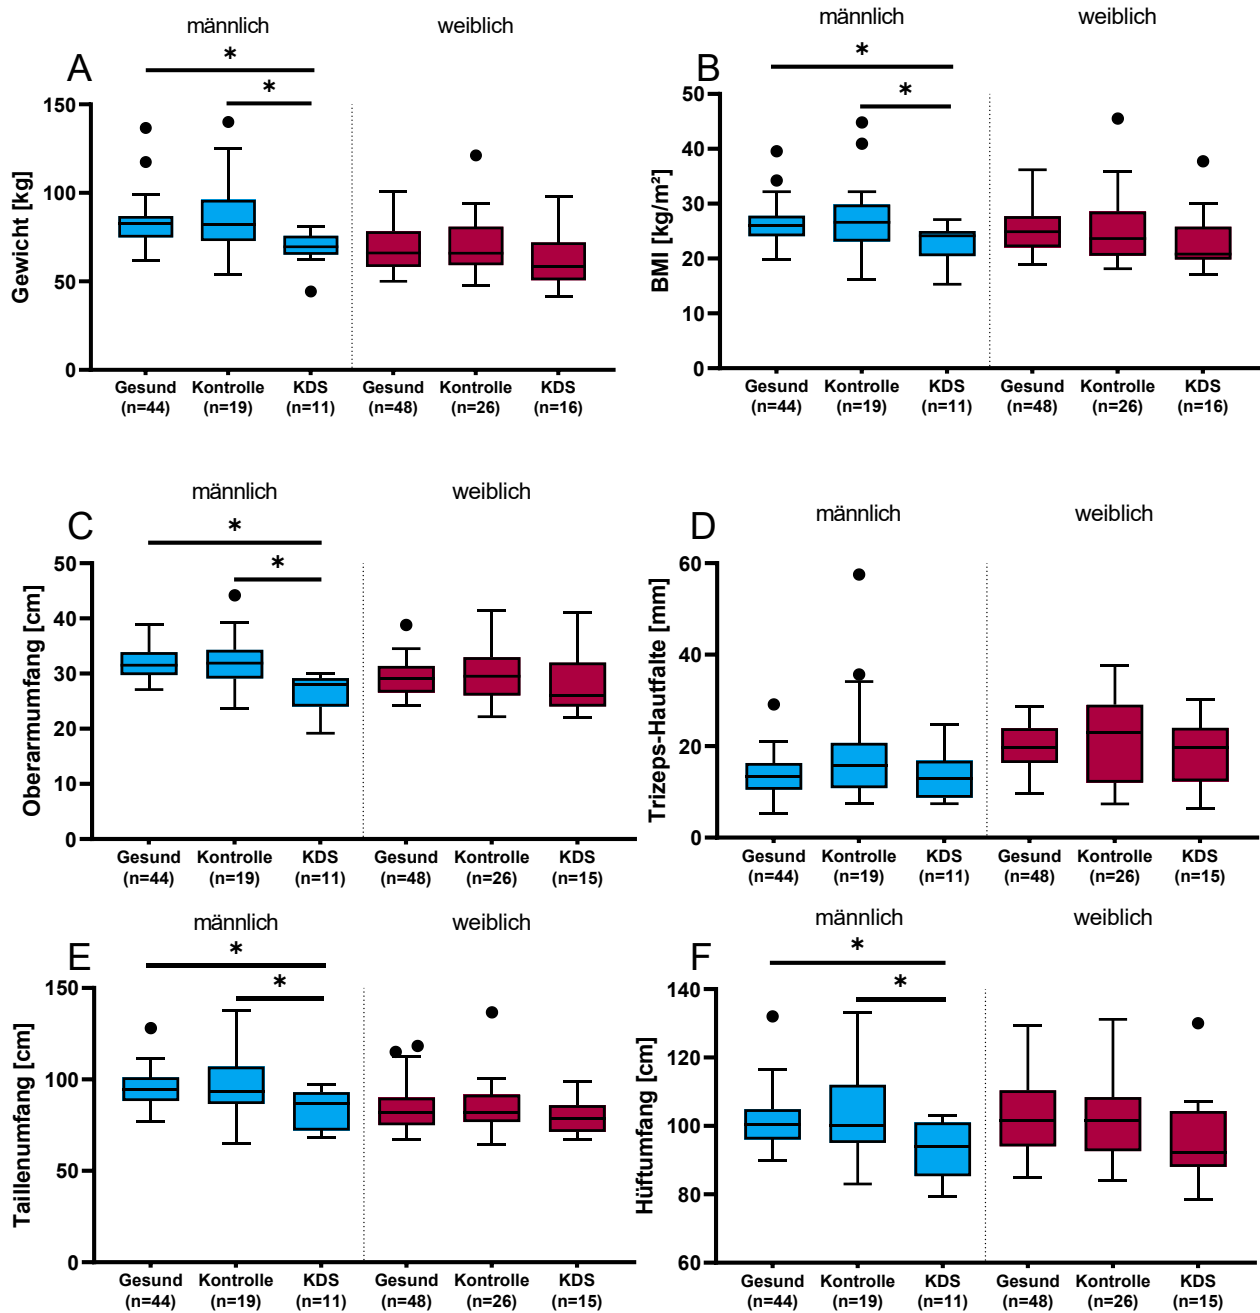 männlich
weiblich
A
*
*
Gewicht [kg]
150
100
50
0
Gesund
(n=44)
Kontrolle
(n=19)
KDS
(n=11)
Gesund
(n=48)
Kontrolle
(n=26)
KDS
(n=16)
männlich
weiblich
B
*
*
BMI [kg/m²]
50
40
30
20
10
0
Gesund
(n=44)
Kontrolle
(n=19)
KDS
(n=11)
Gesund
(n=48)
Kontrolle
(n=26)
KDS
(n=16)
männlich
weiblich
C
*
*
Oberarmumfang [cm]
50
40
30
20
10
0
Gesund
(n=44)
Kontrolle
(n=19)
KDS
(n=11)
Gesund
(n=48)
Kontrolle
(n=26)
KDS
(n=15)
männlich
weiblich
D
Trizeps-Hautfalte [mm]
60
40
20
0
Gesund
(n=44)
Kontrolle
(n=19)
KDS
(n=11)
Gesund
(n=48)
Kontrolle
(n=26)
KDS
(n=15)
männlich
weiblich
E
*
*
Taillenumfang [cm]
150
100
50
0
Gesund
(n=44)
Kontrolle
(n=19)
KDS
(n=11)
Gesund
(n=48)
Kontrolle
(n=26)
KDS
(n=15)
männlich
weiblich
F
*
*
Hüftumfang [cm]
140
120
100
80
60
Gesund
(n=44)
Kontrolle
(n=19)
KDS
(n=11)
Gesund
(n=48)
Kontrolle
(n=26)
KDS
(n=15)